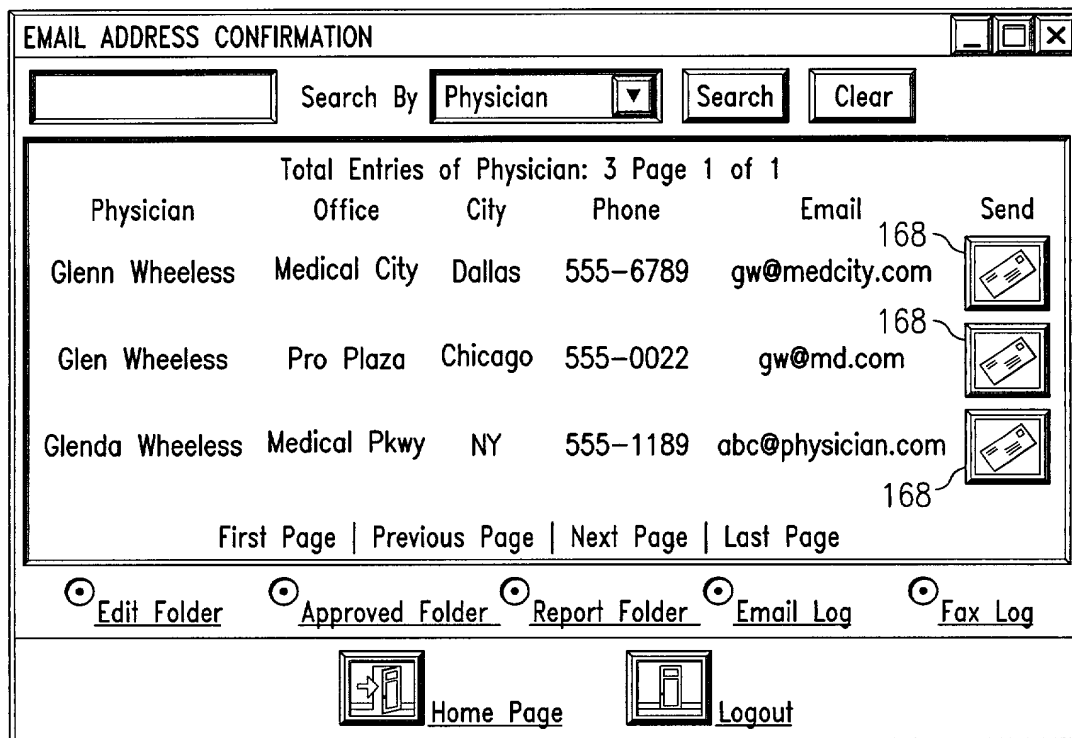 EMAIL ADDRESS CONFIRMATION
Search By Physician Search Clear
Total Entries of Physician: 3 Page 1 of 1
Physician Office City Phone Email Send
168
Glenn Wheeless Medical City Dallas 555-6789 gw@medcity.com
168
Glen Wheeless Pro Plaza Chicago 555-0022 gw@md.com
Glenda Wheeless Medical Pkwy NY 555-1189 abc@physician.com
168
First Page | Previous Page | Next Page | Last Page
Edit Folder Approved Folder Report Folder Email Log Fax Log
Home Page Logout